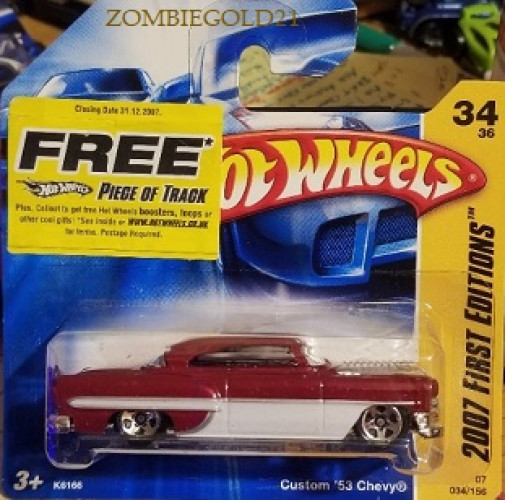 ZOMBIEGOLD21
Closing Date 31.12.2007.
FREE*
HOT WHEELS PIECE OF TRACK
Plus, Collect to get free Hot Wheels boosters, loops or
other cool gifts! *See inside or WWW.HOTWHEELS.CO.UK
for terms. Postage Required.
HOT WHEELS®
34
36
2007 FIRST EDITIONS™
3+
K6166
Custom '53 Chevy®
07
034/156